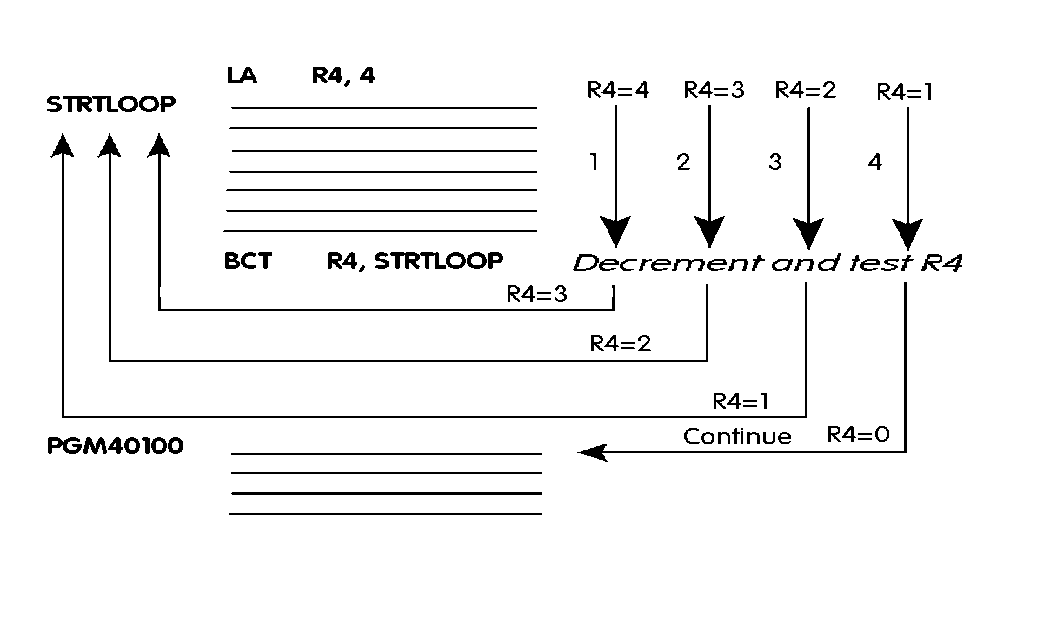 LA R4, 4
STRTLOOP
R4=4 R4=3 R4=2 R4=1
1 2 3 4
BCT R4, STRTLOOP
Decrement and test R4
R4=3
R4=2
R4=1
Continue R4=0
PGM40100